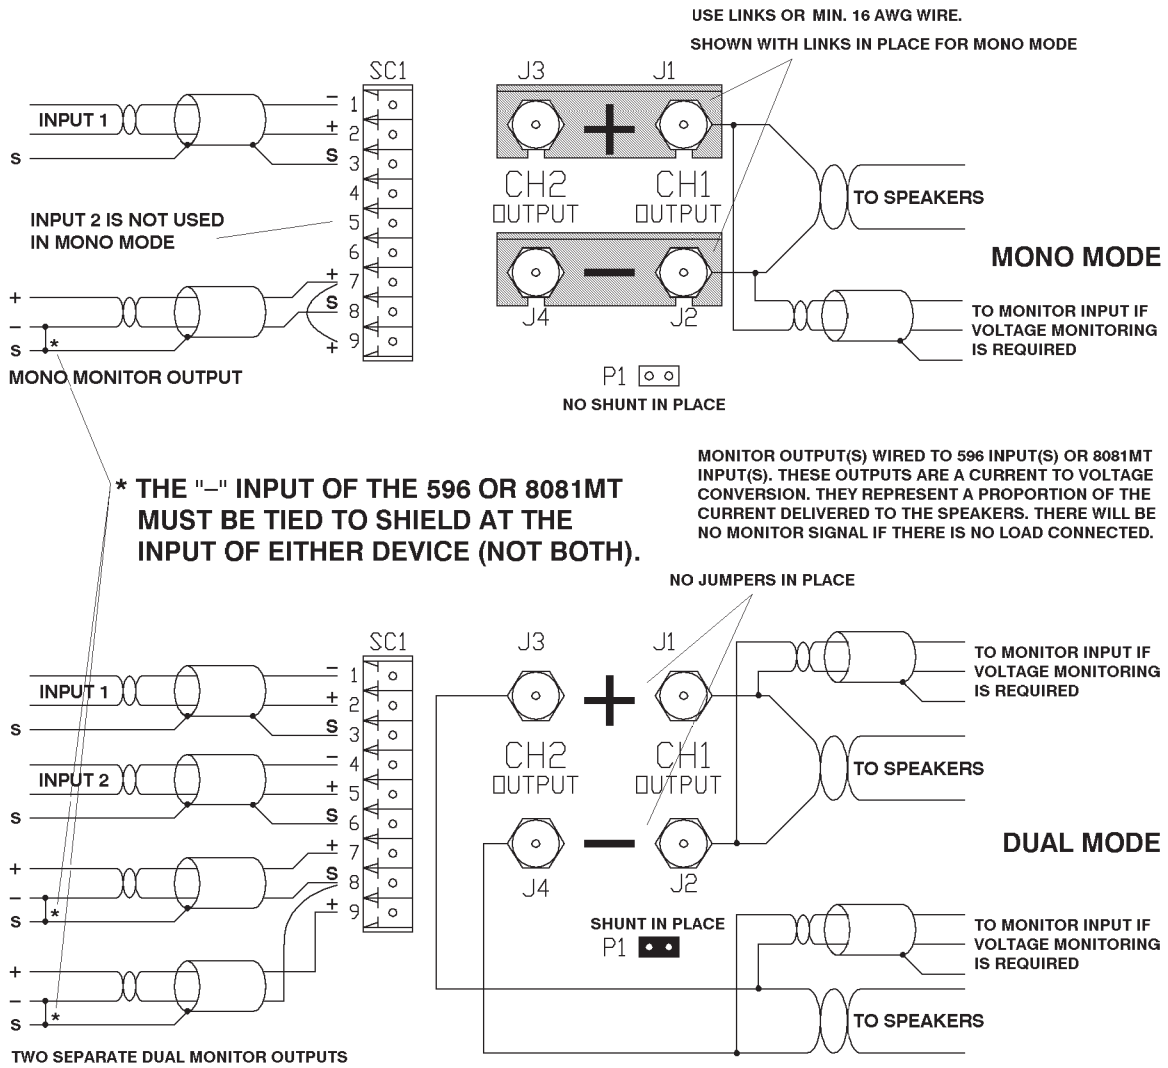 USE LINKS OR MIN. 16 AWG WIRE.
SHOWN WITH LINKS IN PLACE FOR MONO MODE
SC1
J3
J1
INPUT 1
S
−
+
S
1
2
3
4
5
6
7
8
9
CH2
OUTPUT
CH1
OUTPUT
TO SPEAKERS
INPUT 2 IS NOT USED
IN MONO MODE
MONO MODE
+
−
S
*
+
S
+
J4
J2
TO MONITOR INPUT IF
VOLTAGE MONITORING
IS REQUIRED
MONO MONITOR OUTPUT
P1
NO SHUNT IN PLACE
MONITOR OUTPUT(S) WIRED TO 596 INPUT(S) OR 8081MT
INPUT(S). THESE OUTPUTS ARE A CURRENT TO VOLTAGE
CONVERSION. THEY REPRESENT A PROPORTION OF THE
CURRENT DELIVERED TO THE SPEAKERS. THERE WILL BE
NO MONITOR SIGNAL IF THERE IS NO LOAD CONNECTED.
* THE "−" INPUT OF THE 596 OR 8081MT
MUST BE TIED TO SHIELD AT THE
INPUT OF EITHER DEVICE (NOT BOTH).
NO JUMPERS IN PLACE
SC1
J3
J1
INPUT 1
S
−
+
S
INPUT 2
S
−
+
S
1
2
3
4
5
6
7
8
9
TO MONITOR INPUT IF
VOLTAGE MONITORING
IS REQUIRED
CH2
OUTPUT
CH1
OUTPUT
TO SPEAKERS
DUAL MODE
+
−
S
*
+
S
+
J4
J2
SHUNT IN PLACE
P1
TO MONITOR INPUT IF
VOLTAGE MONITORING
IS REQUIRED
+
−
S
*
TO SPEAKERS
TWO SEPARATE DUAL MONITOR OUTPUTS